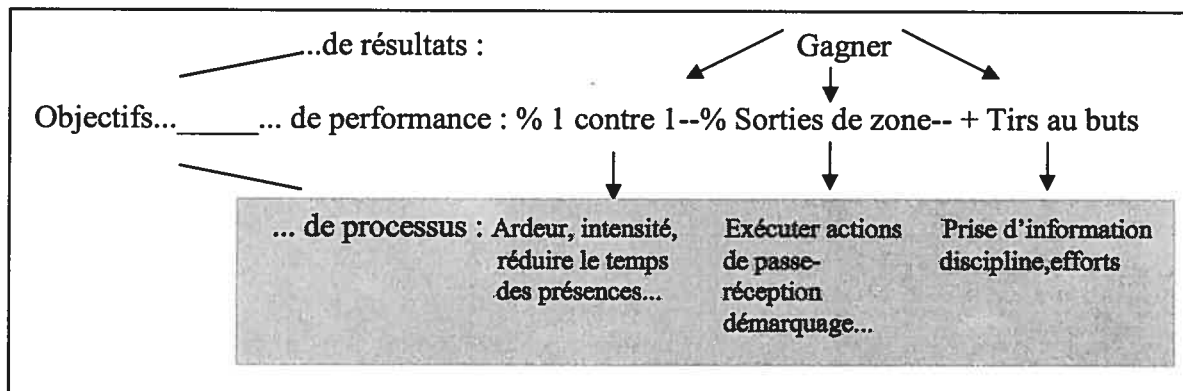 ...de résultats : Gagner
Objectifs...______... de performance : % 1 contre 1--% Sorties de zone-- + Tirs au buts
... de processus : Ardeur, intensité, Exécuter actions Prise d'information
réduire le temps de passe- discipline,efforts
des présences... réception
démarquage...